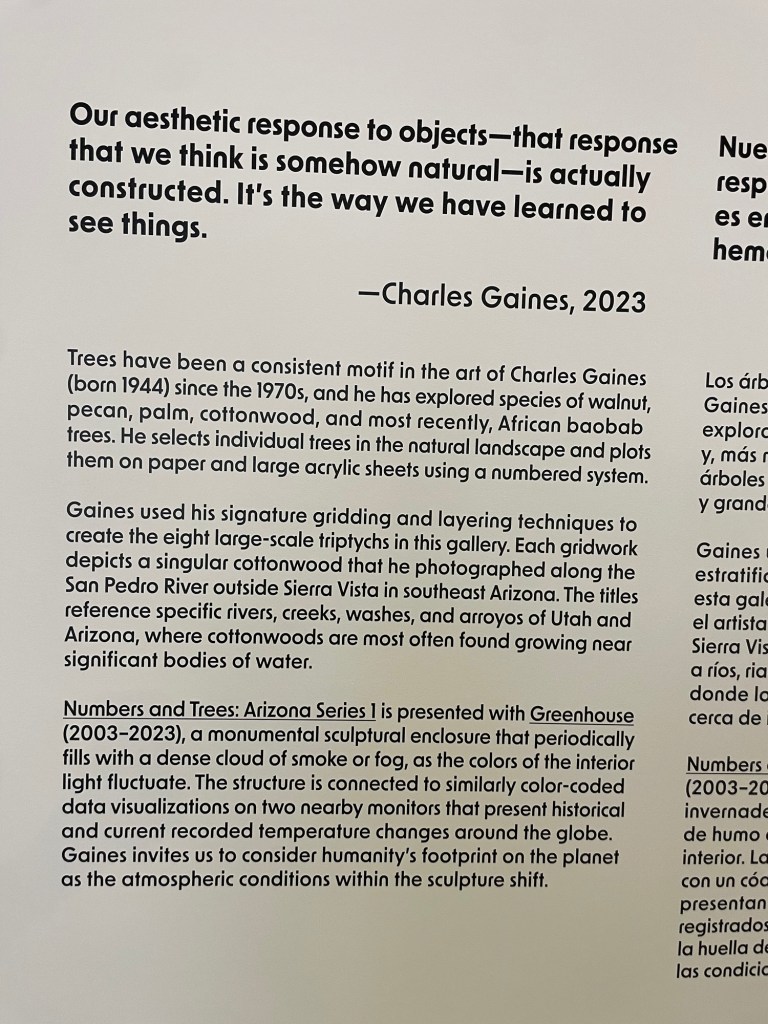 Our aesthetic response to objects—that response
that we think is somehow natural—is actually
constructed. It's the way we have learned to
see things.
—Charles Gaines, 2023
Trees have been a consistent motif in the art of Charles Gaines
(born 1944) since the 1970s, and he has explored species of walnut,
pecan, palm, cottonwood, and most recently, African baobab
trees. He selects individual trees in the natural landscape and plots
them on paper and large acrylic sheets using a numbered system.
Gaines used his signature gridding and layering techniques to
create the eight large-scale triptychs in this gallery. Each gridwork
depicts a singular cottonwood that he photographed along the
San Pedro River outside Sierra Vista in southeast Arizona. The titles
reference specific rivers, creeks, washes, and arroyos of Utah and
Arizona, where cottonwoods are most often found growing near
significant bodies of water.
Numbers and Trees: Arizona Series 1 is presented with Greenhouse
(2003–2023), a monumental sculptural enclosure that periodically
fills with a dense cloud of smoke or fog, as the colors of the interior
light fluctuate. The structure is connected to similarly color-coded
data visualizations on two nearby monitors that present historical
and current recorded temperature changes around the globe.
Gaines invites us to consider humanity's footprint on the planet
as the atmospheric conditions within the sculpture shift.
Nue
resp
es
hem
Los árb
Gaines
explora
y, más
árboles
y grand
Gaines
estratific
esta gale
el artista
Sierra Vis
a ríos, ria
donde lo
cerca de
Numbers
(2003–20
invernade
de humo
interior. La
con un cód
presentan
registrados
la huella de
las condicio